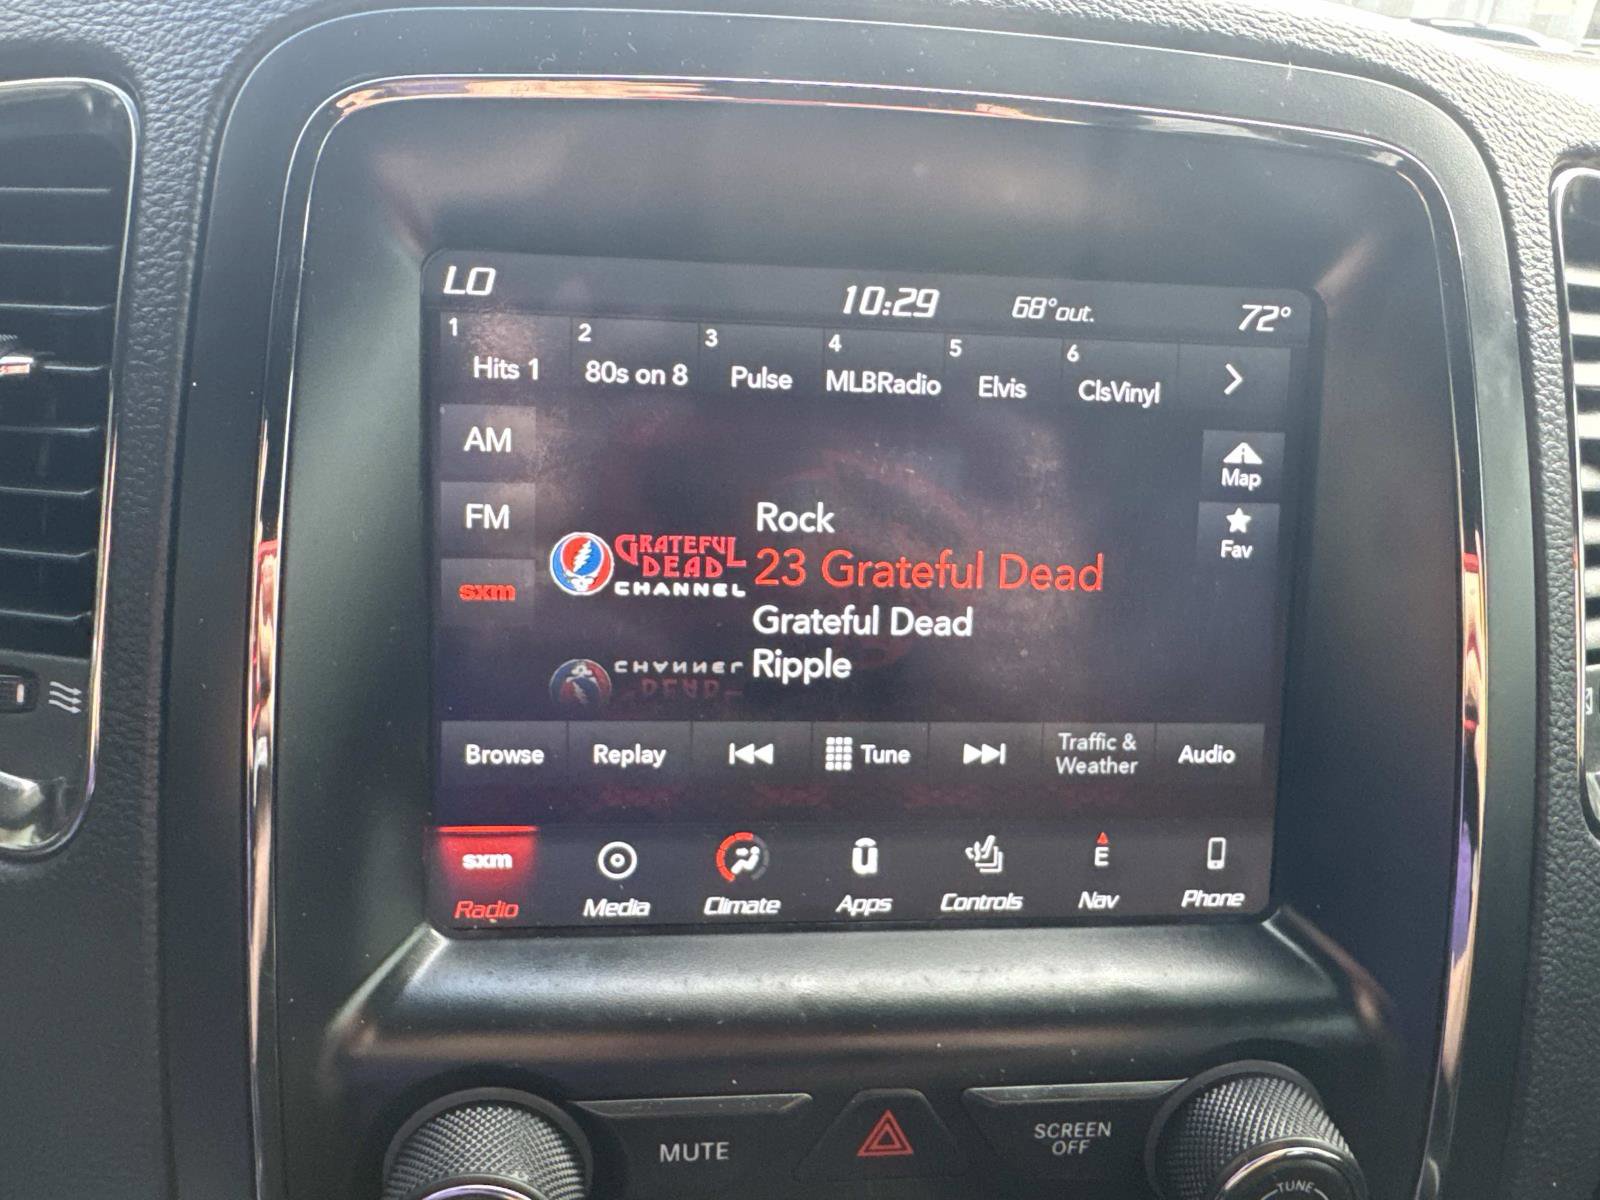 LO 10:29 68°out. 72°
1 2 3 4 5 6
Hits 1 80s on 8 Pulse MLBRadio Elvis ClsVinyl
AM
Map
FM
Fav
sxm
GRATEFUL
DEAD
CHANNEL
Rock
23 Grateful Dead
Grateful Dead
Ripple
Browse Replay Tune Traffic & Weather Audio
sxm u E
Radio Media Climate Apps Controls Nav Phone
MUTE
SCREEN
OFF
TUNE